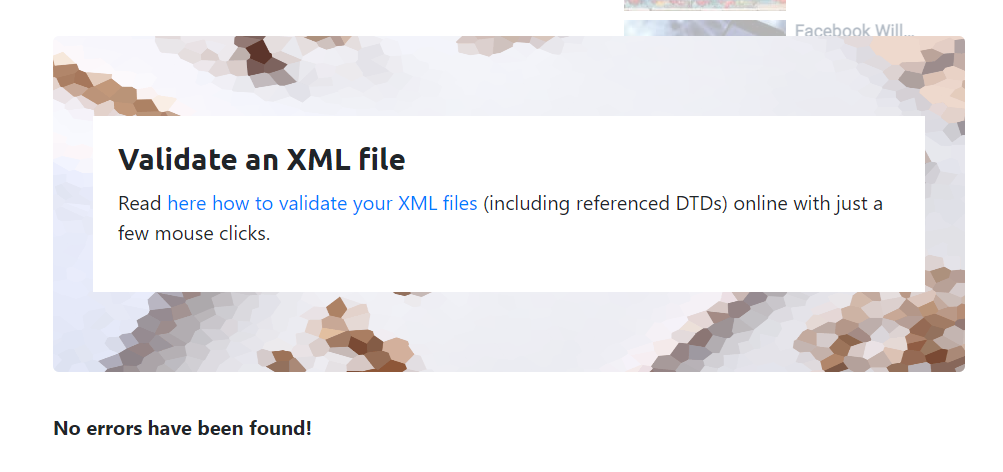 Facebook Will...
Validate an XML file
Read here how to validate your XML files (including referenced DTDs) online with just a
few mouse clicks.
No errors have been found!